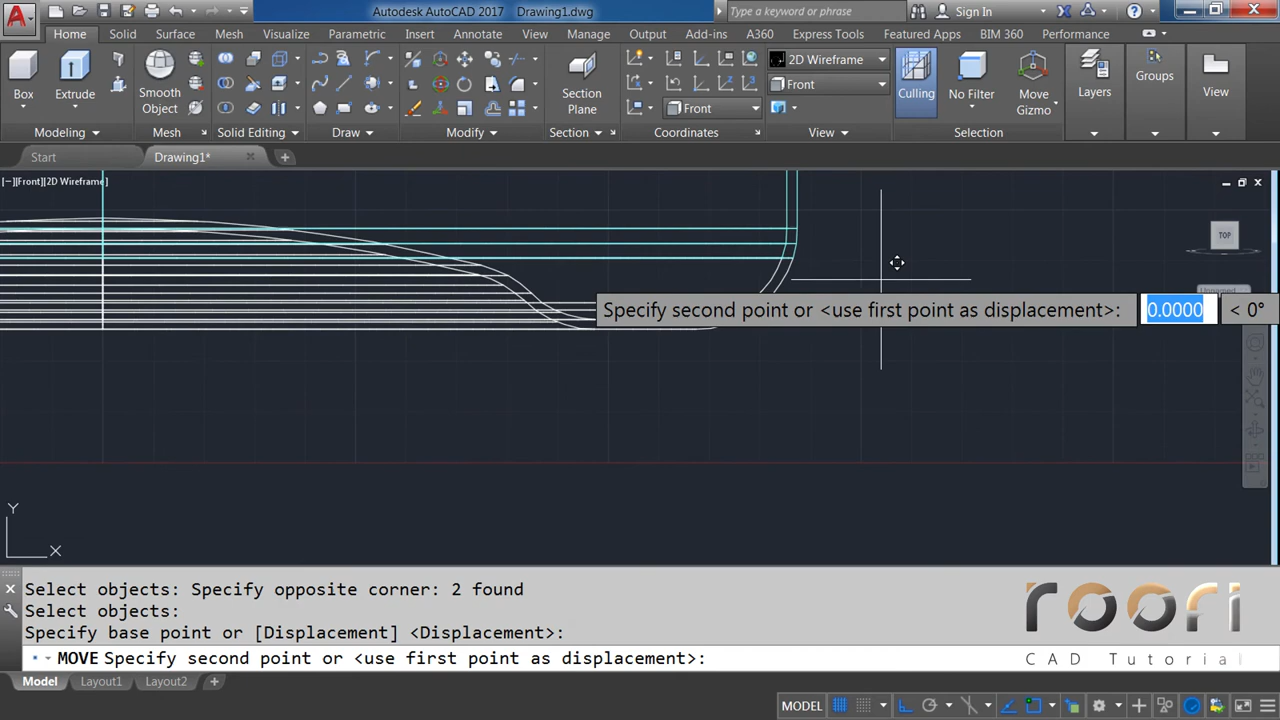 Autodesk AutoCAD 2017 Drawing1.dwg
Type a keyword or phrase
Sign In
Home Solid Surface Mesh Visualize Parametric Insert Annotate View Manage Output Add-ins A360 Express Tools Featured Apps BIM 360 Performance
Box
Extrude
Smooth
Object
Section
Plane
2D Wireframe
Front
Front
Culling
No Filter
Move
Gizmo
Layers
Groups
View
Modeling Mesh Solid Editing Draw Modify Section Coordinates View Selection
Start Drawing1*
[−][Front][2D Wireframe]
TOP
Unnamed
Specify second point or <use first point as displacement>: 0.0000 < 0°
Y
X
Select objects: Specify opposite corner: 2 found
Select objects:
Specify base point or [Displacement] <Displacement>:
MOVE Specify second point or <use first point as displacement>:
roofi
CAD Tutorial
Model Layout1 Layout2
MODEL